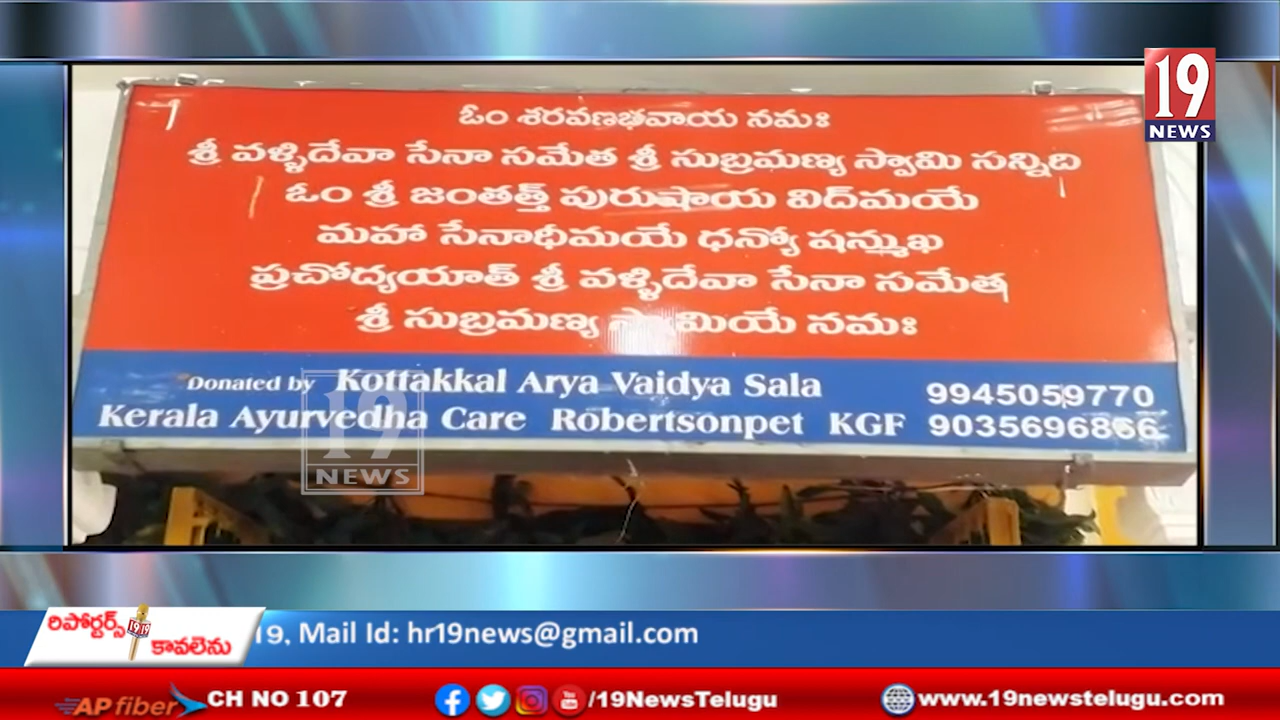 19
NEWS
ఓం శరవణభవాయ నమః
శ్రీ వళ్ళిదేవా సేనా సమేత శ్రీ సుబ్రమణ్య స్వామి సన్నిది
ఓం శ్రీ జంతత్త్ పురుషాయ విద్‌మయే
మహా సేనాధీమయే ధన్యో షన్ముఖ
ప్రచోద్యయాత్ శ్రీ వళ్ళిదేవా సేనా సమేత
శ్రీ సుబ్రమణ్య స్వామియే నమః
Donated by Kottakkal Arya Vaidya Sala 9945059770
Kerala Ayurvedha Care Robertsonpet KGF 9035696866
19
NEWS
రిపోర్టర్స్ 19 19
కావలెను
19, Mail Id: hr19news@gmail.com
AP fiber CH NO 107 /19NewsTelugu www.19newstelugu.com